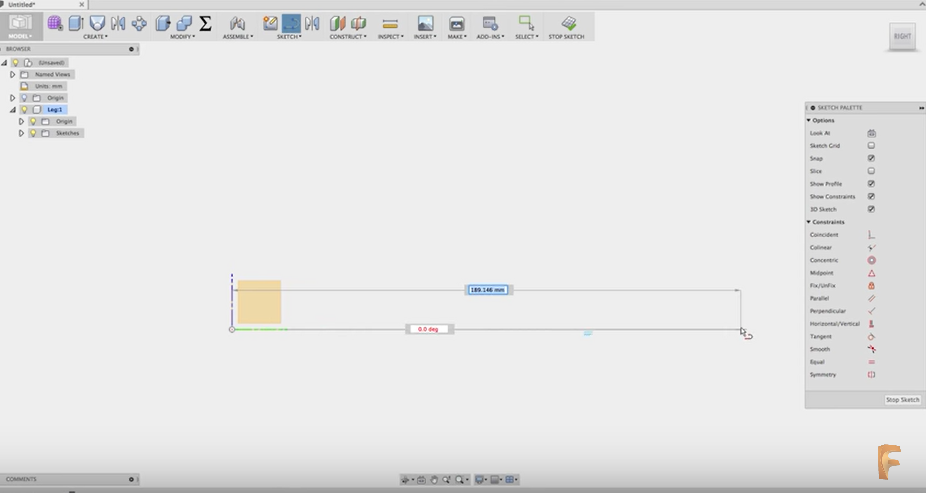 Untitled*
MODEL
CREATE
MODIFY
ASSEMBLE
SKETCH
CONSTRUCT
INSPECT
INSERT
MAKE
ADD-INS
SELECT
STOP SKETCH
RIGHT
BROWSER
(Unsaved)
Named Views
Units: mm
Origin
Leg:1
Origin
Sketches
189.146 mm
0.0 deg
SKETCH PALETTE
Options
Look At
Sketch Grid
Snap
Slice
Show Profile
Show Constraints
3D Sketch
Constraints
Coincident
Colinear
Concentric
Midpoint
Fix/UnFix
Parallel
Perpendicular
Horizontal/Vertical
Tangent
Smooth
Equal
Symmetry
Stop Sketch
COMMENTS
F